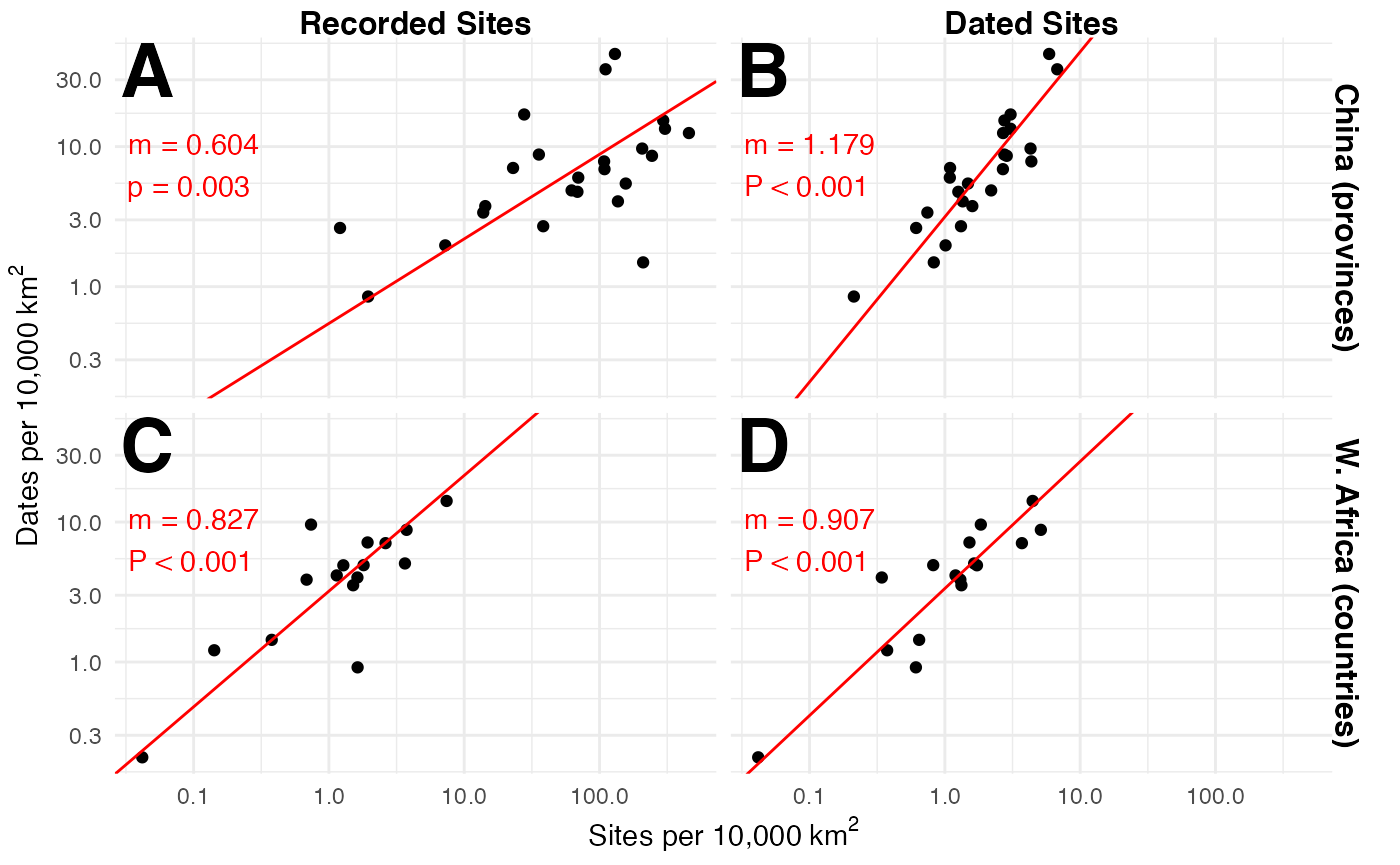 Recorded Sites
Dated Sites
A
B
m = 0.604
p = 0.003
m = 1.179
P < 0.001
30.0
10.0
3.0
1.0
0.3
China (provinces)
Dates per 10,000 km²
C
D
m = 0.827
P < 0.001
m = 0.907
P < 0.001
30.0
10.0
3.0
1.0
0.3
W. Africa (countries)
0.1 1.0 10.0 100.0
0.1 1.0 10.0 100.0
Sites per 10,000 km²